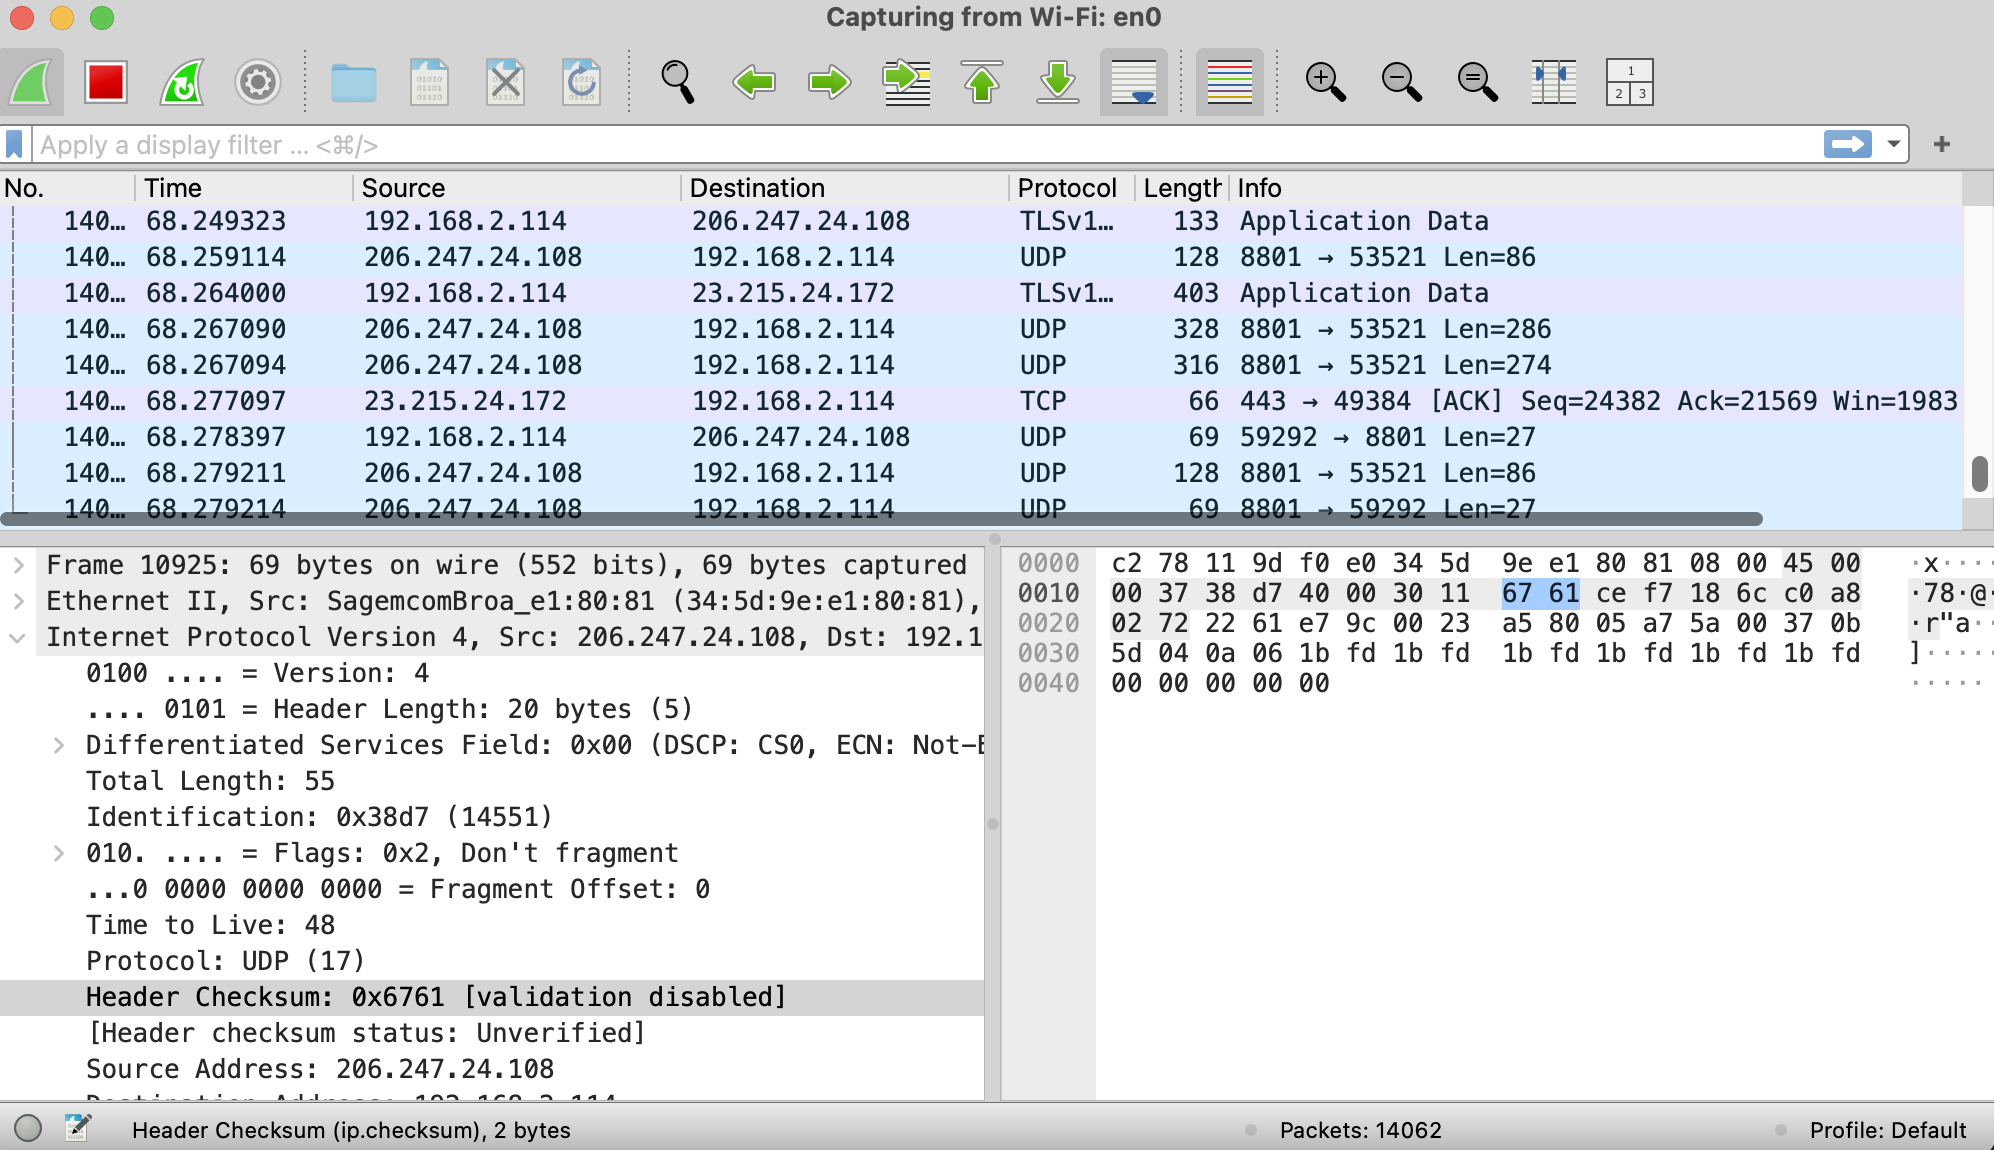 Capturing from Wi-Fi: en0
Apply a display filter … <⌘/>
No. Time Source Destination Protocol Length Info
140… 68.249323 192.168.2.114 206.247.24.108 TLSv1… 133 Application Data
140… 68.259114 206.247.24.108 192.168.2.114 UDP 128 8801 → 53521 Len=86
140… 68.264000 192.168.2.114 23.215.24.172 TLSv1… 403 Application Data
140… 68.267090 206.247.24.108 192.168.2.114 UDP 328 8801 → 53521 Len=286
140… 68.267094 206.247.24.108 192.168.2.114 UDP 316 8801 → 53521 Len=274
140… 68.277097 23.215.24.172 192.168.2.114 TCP 66 443 → 49384 [ACK] Seq=24382 Ack=21569 Win=1983
140… 68.278397 192.168.2.114 206.247.24.108 UDP 69 59292 → 8801 Len=27
140… 68.279211 206.247.24.108 192.168.2.114 UDP 128 8801 → 53521 Len=86
140… 68.279214 206.247.24.108 192.168.2.114 UDP 69 8801 → 59292 Len=27
Frame 10925: 69 bytes on wire (552 bits), 69 bytes captured
Ethernet II, Src: SagemcomBroa_e1:80:81 (34:5d:9e:e1:80:81),
Internet Protocol Version 4, Src: 206.247.24.108, Dst: 192.1
0100 .... = Version: 4
.... 0101 = Header Length: 20 bytes (5)
Differentiated Services Field: 0x00 (DSCP: CS0, ECN: Not-E
Total Length: 55
Identification: 0x38d7 (14551)
010. .... = Flags: 0x2, Don't fragment
...0 0000 0000 0000 = Fragment Offset: 0
Time to Live: 48
Protocol: UDP (17)
Header Checksum: 0x6761 [validation disabled]
[Header checksum status: Unverified]
Source Address: 206.247.24.108
Destination Address: 192.168.2.114
0000 c2 78 11 9d f0 e0 34 5d 9e e1 80 81 08 00 45 00 ·x····
0010 00 37 38 d7 40 00 30 11 67 61 ce f7 18 6c c0 a8 ·78·@·
0020 02 72 22 61 e7 9c 00 23 a5 80 05 a7 5a 00 37 0b ·r"a··
0030 5d 04 0a 06 1b fd 1b fd 1b fd 1b fd 1b fd 1b fd ]·····
0040 00 00 00 00 00 ·····
Header Checksum (ip.checksum), 2 bytes
Packets: 14062
Profile: Default